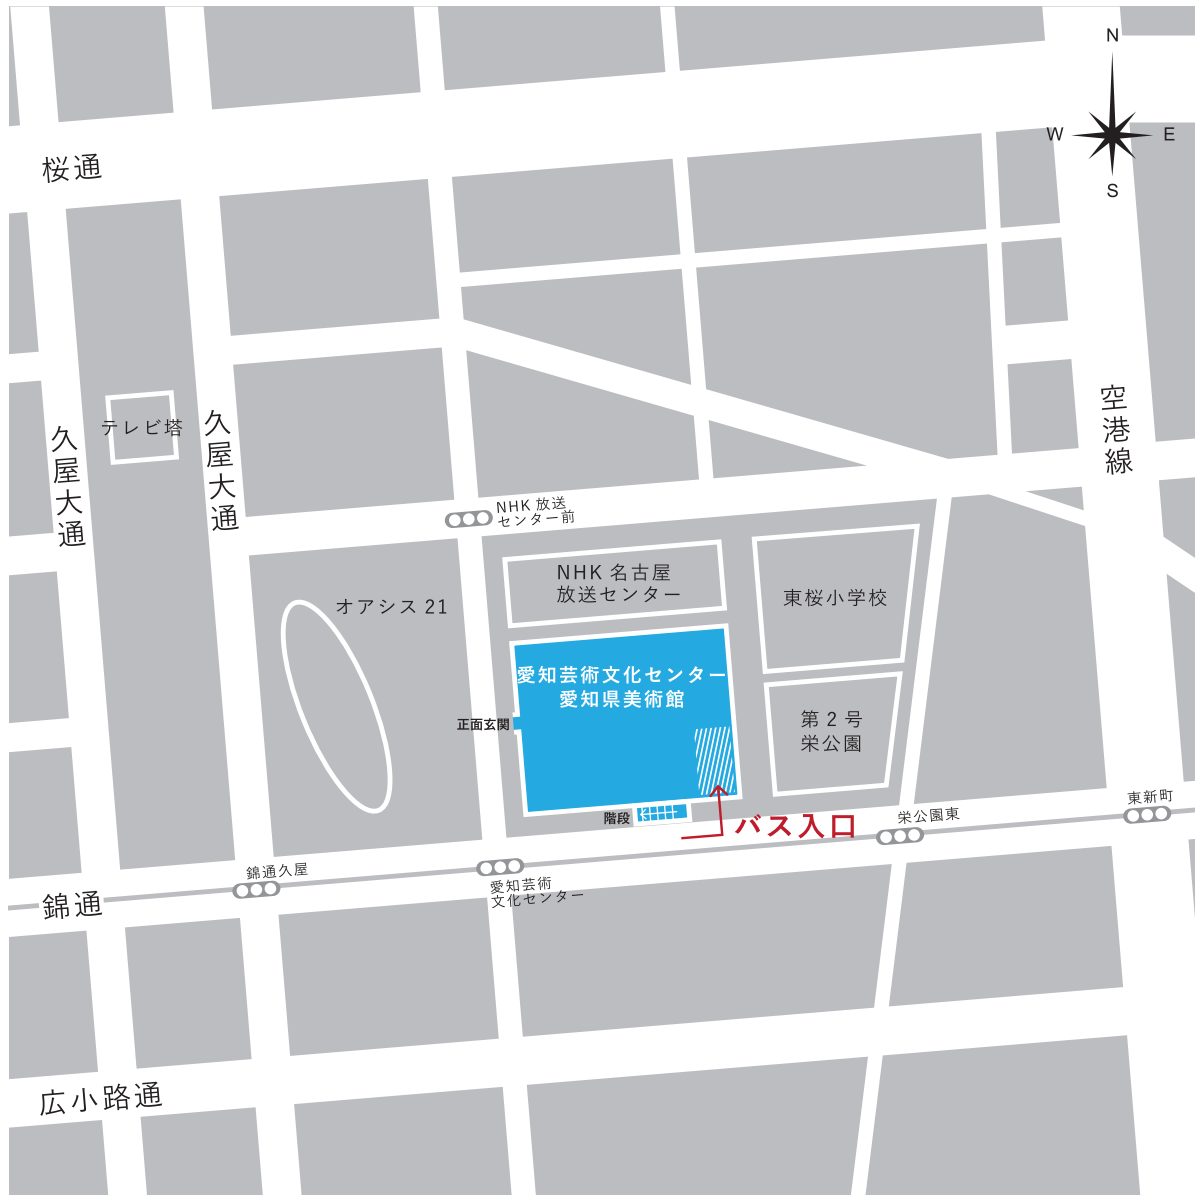 N
W
E
S
桜通
テレビ塔
久屋大通
久屋大通
空港線
NHK 放送
センター前
NHK 名古屋
放送センター
東桜小学校
オアシス 21
愛知芸術文化センター
愛知県美術館
正面玄関
第 2 号
栄公園
階段
バス入口
東新町
栄公園東
錦通久屋
愛知芸術
文化センター
錦通
広小路通